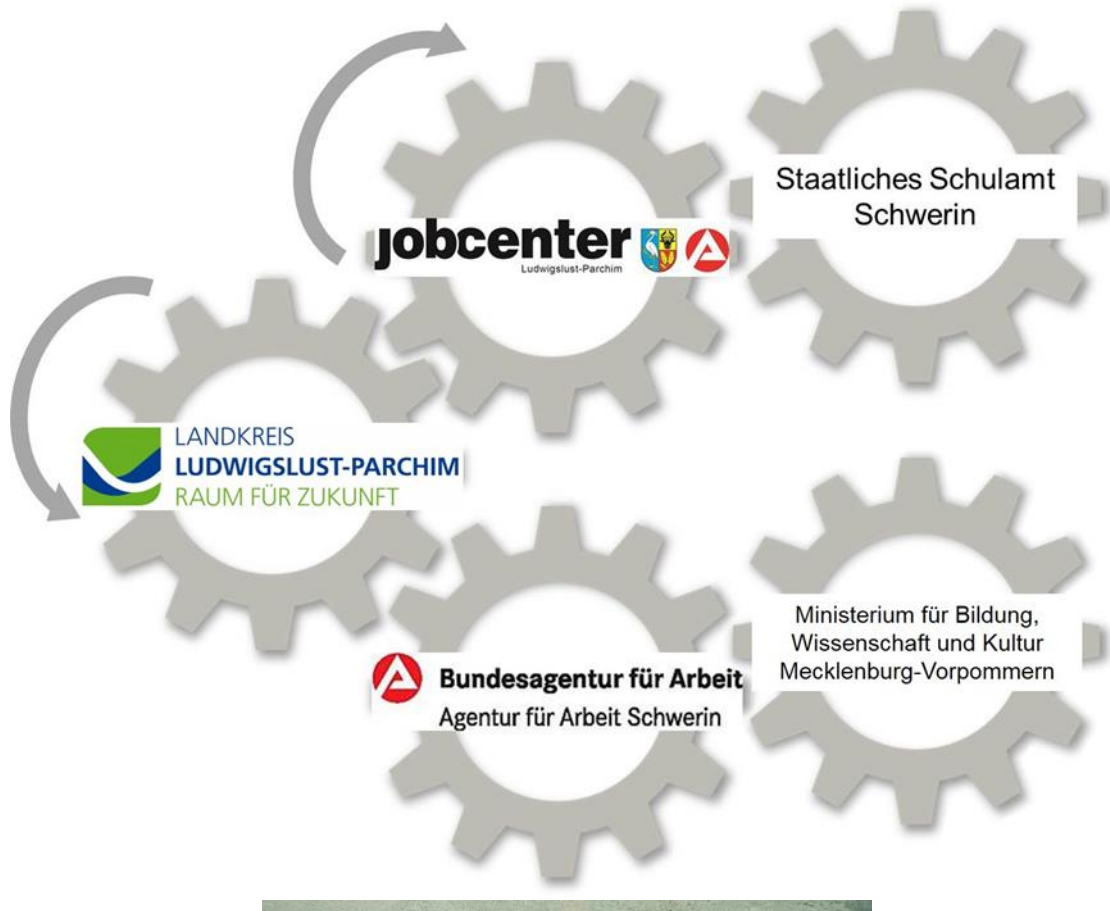 Staatliches Schulamt
Schwerin
jobcenter
Ludwigslust-Parchim
LANDKREIS
LUDWIGSLUST-PARCHIM
RAUM FÜR ZUKUNFT
Ministerium für Bildung,
Wissenschaft und Kultur
Mecklenburg-Vorpommern
Bundesagentur für Arbeit
Agentur für Arbeit Schwerin